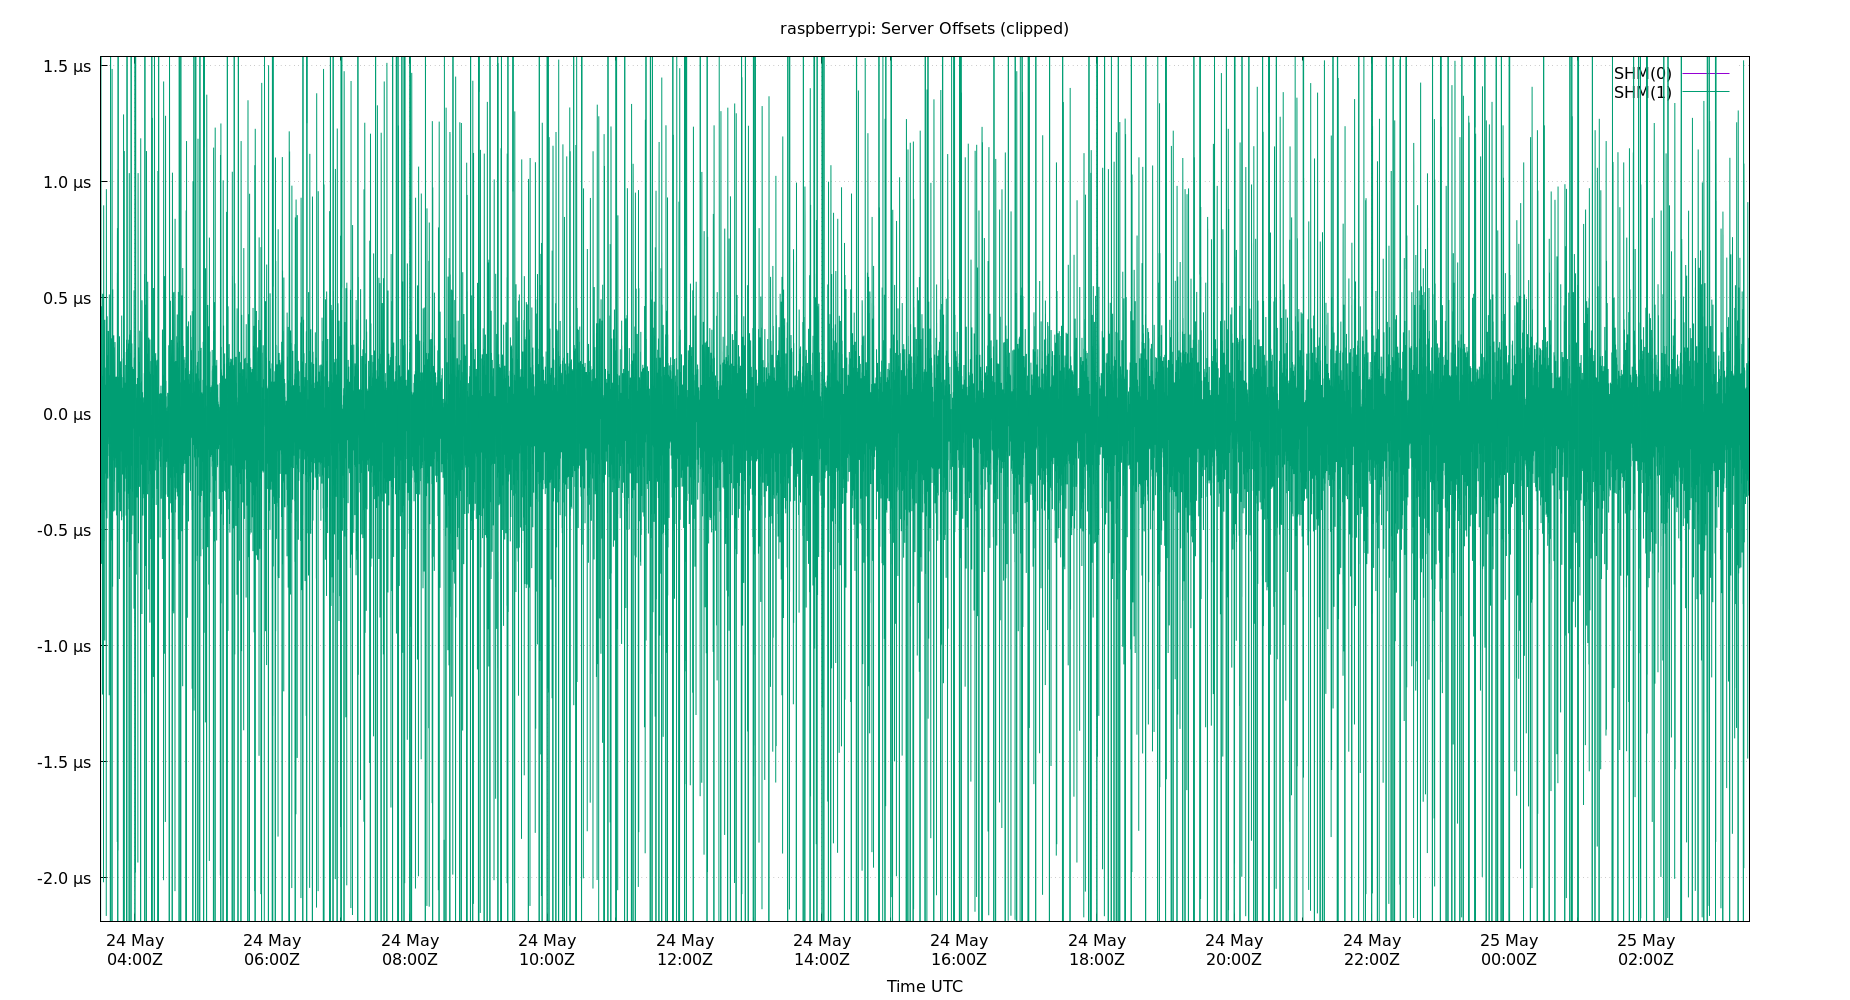 raspberrypi: Server Offsets (clipped)
1.5 µs
1.0 µs
0.5 µs
0.0 µs
-0.5 µs
-1.0 µs
-1.5 µs
-2.0 µs
SHM(0)
SHM(1)
24 May 24 May 24 May 24 May 24 May 24 May 24 May 24 May 24 May 24 May 25 May 25 May
04:00Z 06:00Z 08:00Z 10:00Z 12:00Z 14:00Z 16:00Z 18:00Z 20:00Z 22:00Z 00:00Z 02:00Z
Time UTC